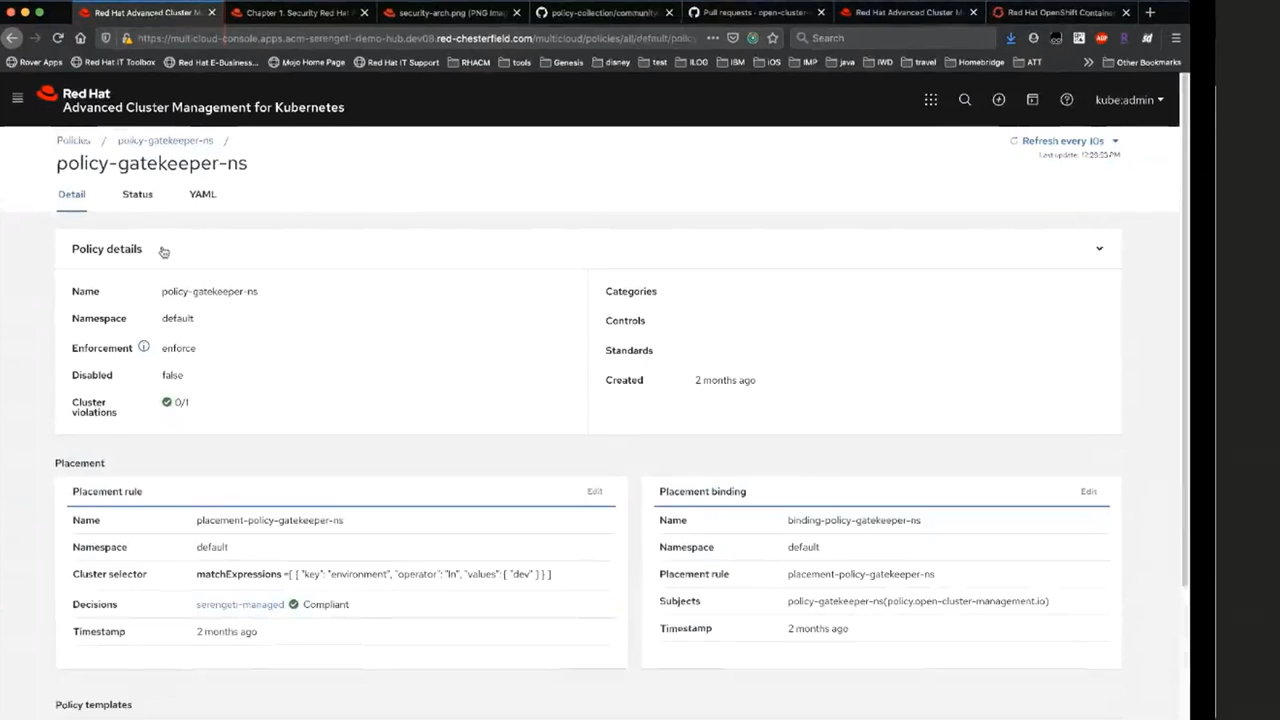 Red Hat Advanced Cluster M
Chapter 1. Security Red Hat
security-arch.png (PNG Imag
policy-collection/community
Pull requests · open-cluster-
Red Hat Advanced Cluster M
Red Hat OpenShift Contain
https://multicloud-console.apps.acm-serengeti-demo-hub.dev08.red-chesterfield.com/multicloud/policies/all/default/policy
Search
Rover Apps
Red Hat IT Toolbox
Red Hat E-Business...
Mojo Home Page
Red Hat IT Support
RHACM
tools
Genesis
disney
test
ILOG
IBM
iOS
IMP
java
IWD
travel
Homebridge
ATT
Other Bookmarks
Red Hat
Advanced Cluster Management for Kubernetes
kube:admin
Policies / policy-gatekeeper-ns /
Refresh every 10s
policy-gatekeeper-ns
Detail
Status
YAML
Policy details
Name policy-gatekeeper-ns
Namespace default
Enforcement enforce
Disabled false
Cluster violations 0/1
Categories
Controls
Standards
Created 2 months ago
Placement
Placement rule Edit
Name placement-policy-gatekeeper-ns
Namespace default
Cluster selector matchExpressions =[ { "key": "environment", "operator": "In", "values": [ "dev" ] } ]
Decisions serengeti-managed Compliant
Timestamp 2 months ago
Placement binding Edit
Name binding-policy-gatekeeper-ns
Namespace default
Placement rule placement-policy-gatekeeper-ns
Subjects policy-gatekeeper-ns(policy.open-cluster-management.io)
Timestamp 2 months ago
Policy templates